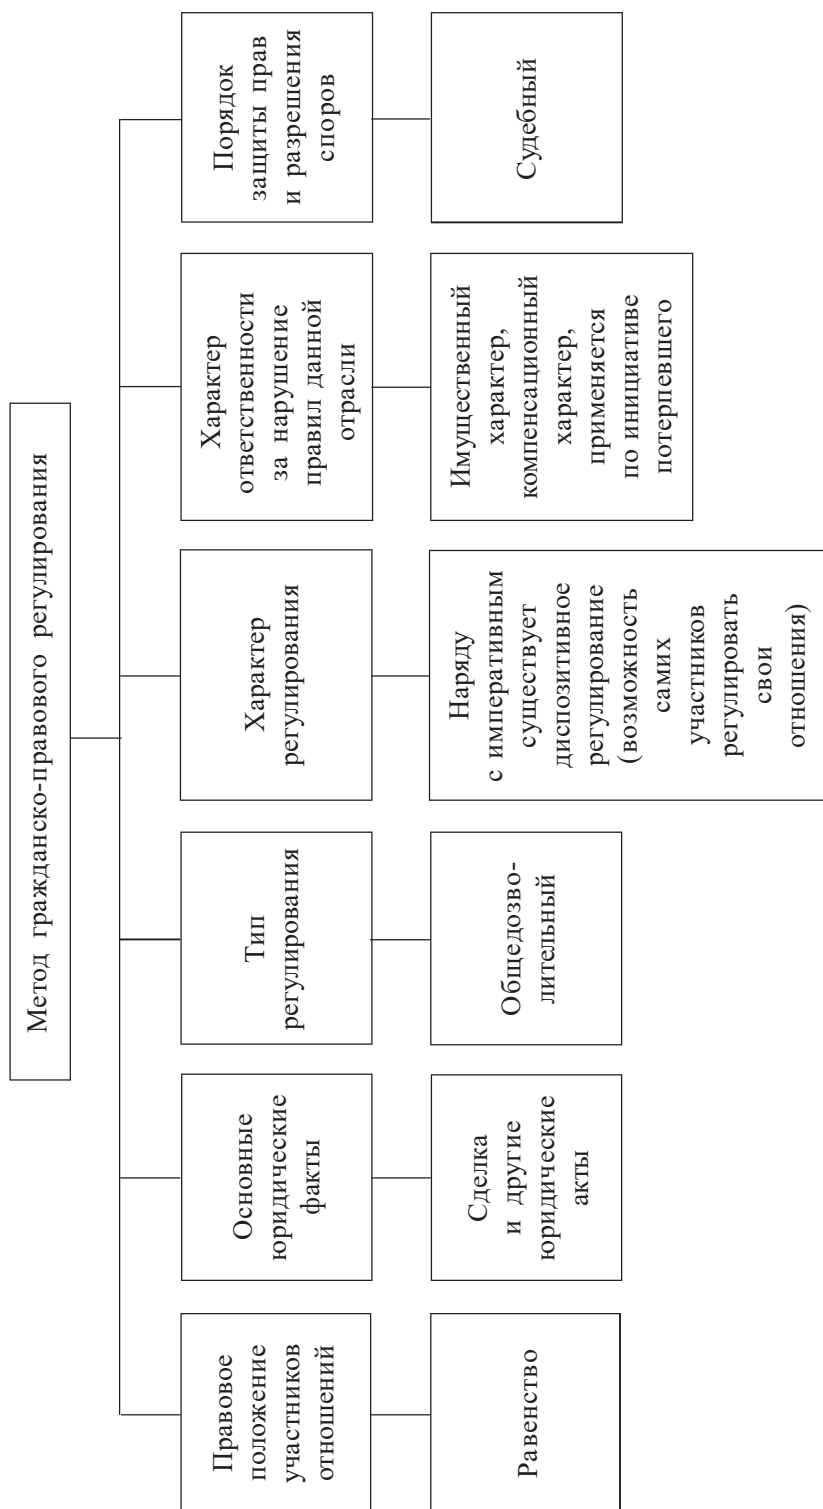 Метод гражданско-правового регулирования
Правовое
положение
участников
отношений
Основные
юридические
факты
Тип
регулирования
Характер
регулирования
Характер
ответственности
за нарушение
правил данной
отрасли
Порядок
защиты прав
и разрешения
споров
Равенство
Сделка
и другие
юридические
акты
Общедозво-
лительный
Наряду
с императивным
существует
диспозитивное
регулирование
(возможность
самих
участников
регулировать
свои
отношения)
Имущественный
характер,
компенсационный
характер,
применяется
по инициативе
потерпевшего
Судебный